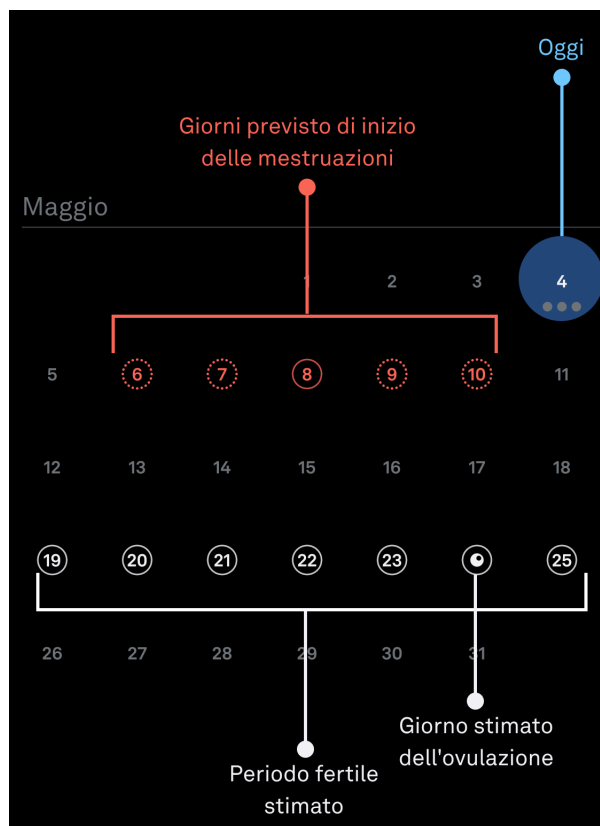 Oggi
Giorni previsto di inizio
delle mestruazioni
Maggio
1 2 3 4
5 6 7 8 9 10 11
12 13 14 15 16 17 18
19 20 21 22 23 25
26 27 28 29 30 31
Giorno stimato
dell'ovulazione
Periodo fertile
stimato